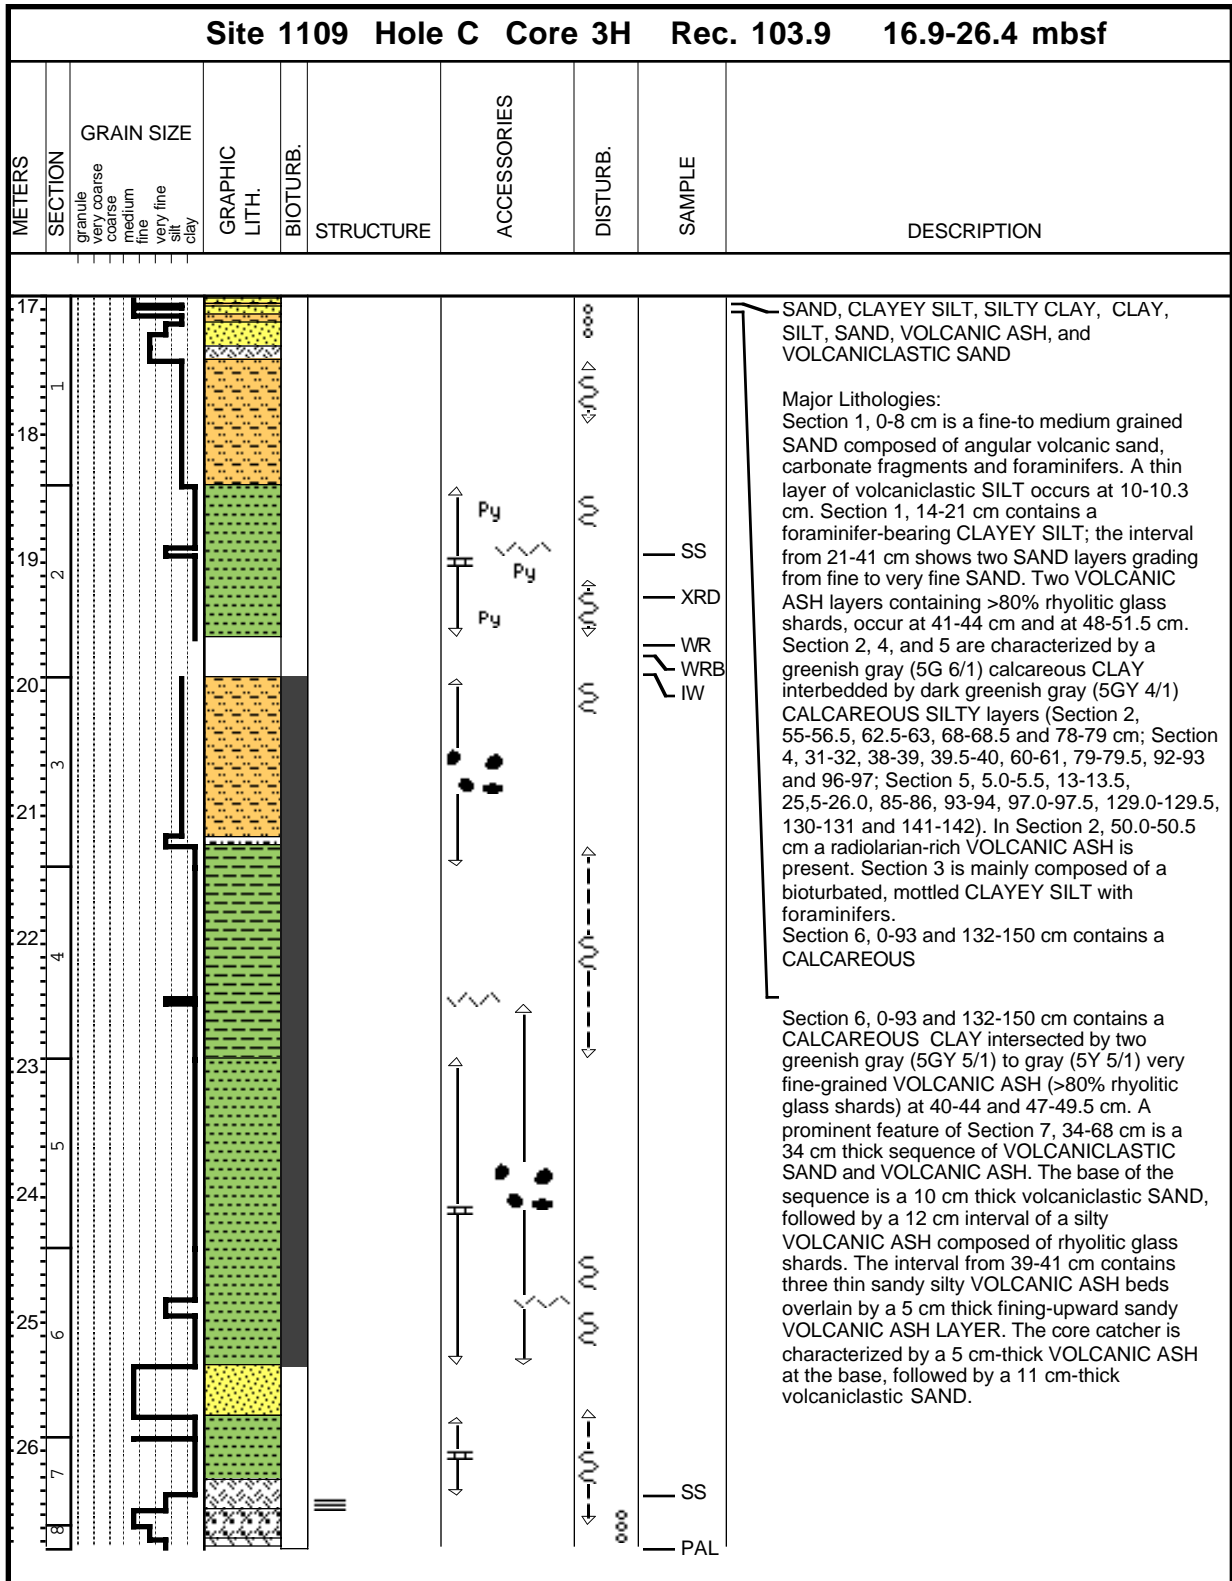 Site 1109 Hole C Core 3H Rec. 103.9 16.9-26.4 mbsf
METERS
SECTION
GRAIN SIZE
granule
very coarse
coarse
medium
fine
very fine
silt
clay
GRAPHIC
LITH.
BIOTURB.
STRUCTURE
ACCESSORIES
DISTURB.
SAMPLE
DESCRIPTION
17
18
19
20
21
22
23
24
25
26
1
2
3
4
5
6
7
8
Py
Py
Py
SS
XRD
WR
WRB
IW
SS
PAL
SAND, CLAYEY SILT, SILTY CLAY, CLAY,
SILT, SAND, VOLCANIC ASH, and
VOLCANICLASTIC SAND
Major Lithologies:
Section 1, 0-8 cm is a fine-to medium grained
SAND composed of angular volcanic sand,
carbonate fragments and foraminifers. A thin
layer of volcaniclastic SILT occurs at 10-10.3
cm. Section 1, 14-21 cm contains a
foraminifer-bearing CLAYEY SILT; the interval
from 21-41 cm shows two SAND layers grading
from fine to very fine SAND. Two VOLCANIC
ASH layers containing >80% rhyolitic glass
shards, occur at 41-44 cm and at 48-51.5 cm.
Section 2, 4, and 5 are characterized by a
greenish gray (5G 6/1) calcareous CLAY
interbedded by dark greenish gray (5GY 4/1)
CALCAREOUS SILTY layers (Section 2,
55-56.5, 62.5-63, 68-68.5 and 78-79 cm; Section
4, 31-32, 38-39, 39.5-40, 60-61, 79-79.5, 92-93
and 96-97; Section 5, 5.0-5.5, 13-13.5,
25,5-26.0, 85-86, 93-94, 97.0-97.5, 129.0-129.5,
130-131 and 141-142). In Section 2, 50.0-50.5
cm a radiolarian-rich VOLCANIC ASH is
present. Section 3 is mainly composed of a
bioturbated, mottled CLAYEY SILT with
foraminifers.
Section 6, 0-93 and 132-150 cm contains a
CALCAREOUS
Section 6, 0-93 and 132-150 cm contains a
CALCAREOUS CLAY intersected by two
greenish gray (5GY 5/1) to gray (5Y 5/1) very
fine-grained VOLCANIC ASH (>80% rhyolitic
glass shards) at 40-44 and 47-49.5 cm. A
prominent feature of Section 7, 34-68 cm is a
34 cm thick sequence of VOLCANICLASTIC
SAND and VOLCANIC ASH. The base of the
sequence is a 10 cm thick volcaniclastic SAND,
followed by a 12 cm interval of a silty
VOLCANIC ASH composed of rhyolitic glass
shards. The interval from 39-41 cm contains
three thin sandy silty VOLCANIC ASH beds
overlain by a 5 cm thick fining-upward sandy
VOLCANIC ASH LAYER. The core catcher is
characterized by a 5 cm-thick VOLCANIC ASH
at the base, followed by a 11 cm-thick
volcaniclastic SAND.